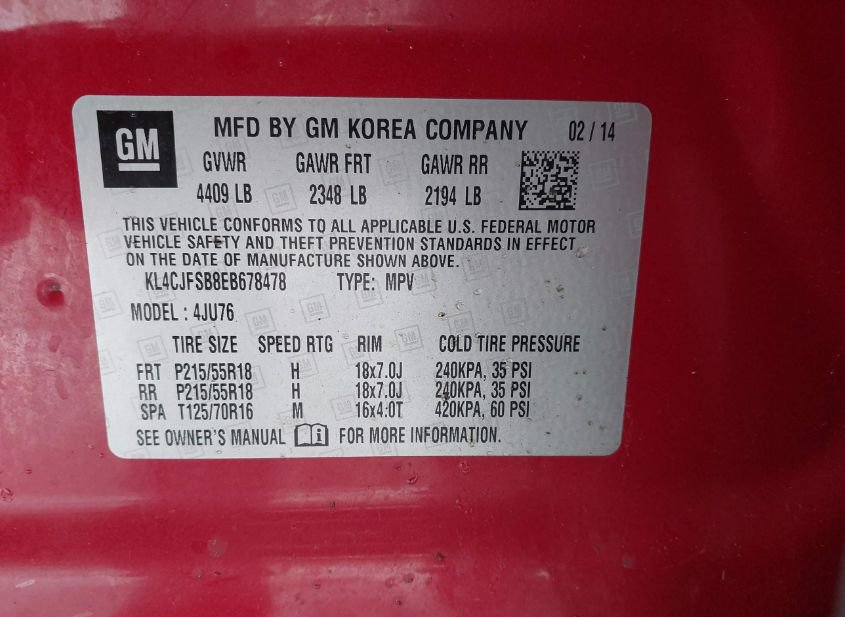 GM MFD BY GM KOREA COMPANY 02 / 14
GVWR GAWR FRT GAWR RR
4409 LB 2348 LB 2194 LB
THIS VEHICLE CONFORMS TO ALL APPLICABLE U.S. FEDERAL MOTOR
VEHICLE SAFETY AND THEFT PREVENTION STANDARDS IN EFFECT
ON THE DATE OF MANUFACTURE SHOWN ABOVE.
KL4CJFSB8EB678478 TYPE: MPV
MODEL : 4JU76
TIRE SIZE SPEED RTG RIM COLD TIRE PRESSURE
FRT P215/55R18 H 18x7.0J 240KPA, 35 PSI
RR P215/55R18 H 18x7.0J 240KPA, 35 PSI
SPA T125/70R16 M 16x4.0T 420KPA, 60 PSI
SEE OWNER'S MANUAL FOR MORE INFORMATION.